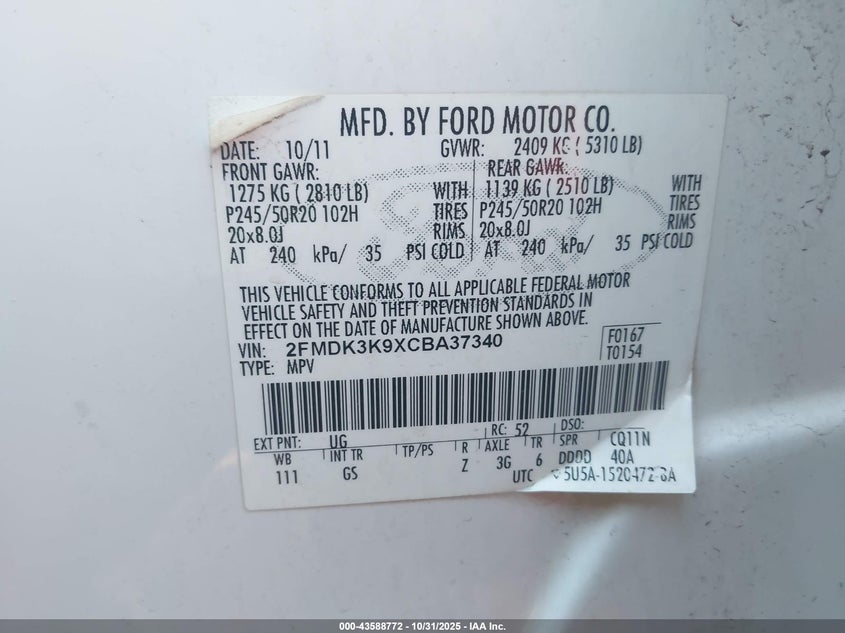 MFD. BY FORD MOTOR CO.
DATE: 10/11 GVWR: 2409 KG ( 5310 LB)
FRONT GAWR: REAR GAWR:
1275 KG ( 2810 LB) WITH 1139 KG ( 2510 LB) WITH
P245/50R20 102H TIRES P245/50R20 102H TIRES
20x8.0J RIMS 20x8.0J RIMS
AT 240 kPa/ 35 PSI COLD AT 240 kPa/ 35 PSI COLD
THIS VEHICLE CONFORMS TO ALL APPLICABLE FEDERAL MOTOR
VEHICLE SAFETY AND THEFT PREVENTION STANDARDS IN
EFFECT ON THE DATE OF MANUFACTURE SHOWN ABOVE.
VIN: 2FMDK3K9XCBA37340 F0167
TYPE: MPV T0154
EXT PNT: UG RC: 52 DSO:
WB INT TR TP/PS R AXLE TR SPR CQ11N
111 GS Z 3G 6 DDDD 40A
UTC
000-43588772 - 10/31/2025 - IAA Inc.